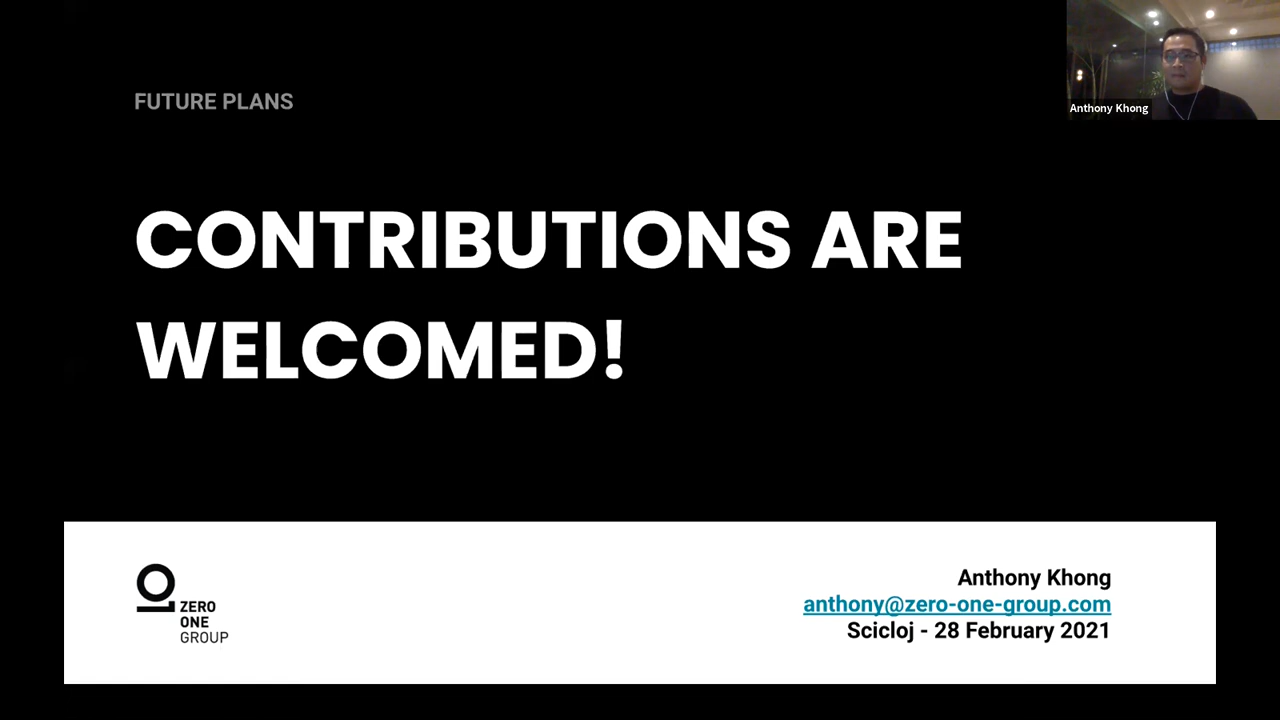 FUTURE PLANS
Anthony Khong
CONTRIBUTIONS ARE
WELCOMED!
ZERO
ONE
GROUP
Anthony Khong
anthony@zero-one-group.com
Scicloj - 28 February 2021